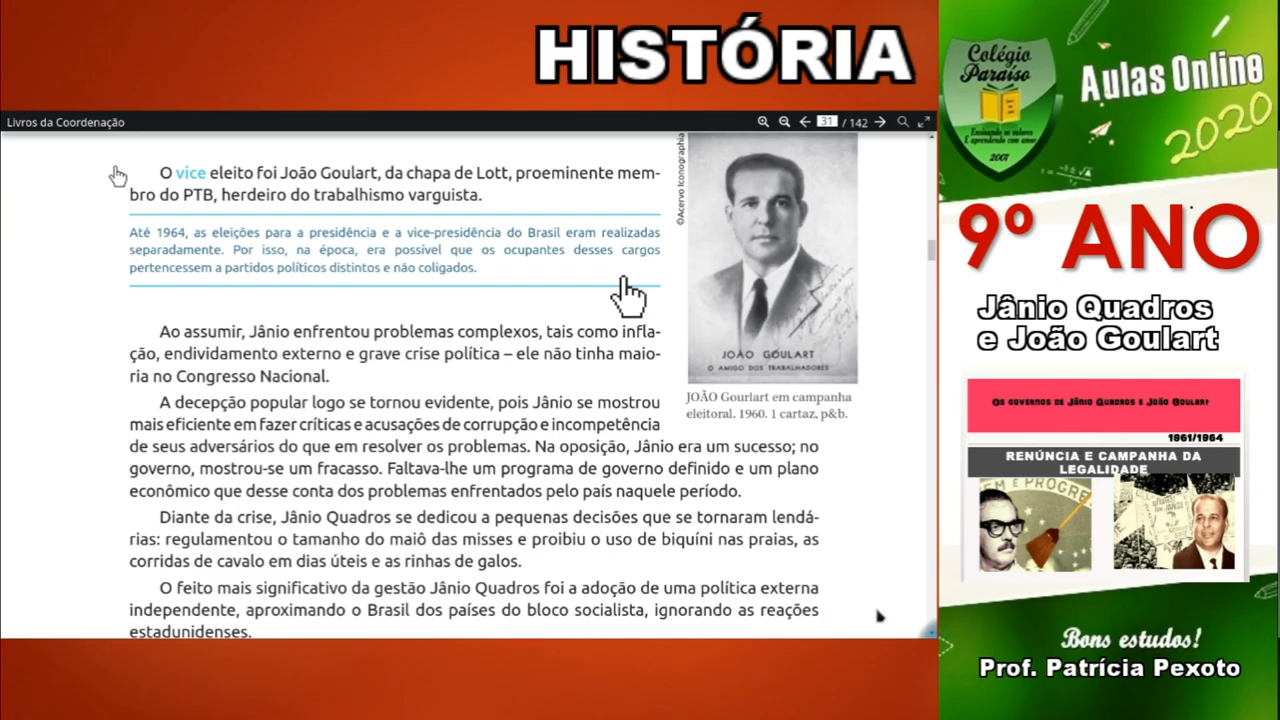 HISTÓRIA
Livros da Coordenação
31 / 142
O vice eleito foi João Goulart, da chapa de Lott, proeminente mem-
bro do PTB, herdeiro do trabalhismo varguista.
Até 1964, as eleições para a presidência e a vice-presidência do Brasil eram realizadas
separadamente. Por isso, na época, era possível que os ocupantes desses cargos
pertencessem a partidos políticos distintos e não coligados.
Ao assumir, Jânio enfrentou problemas complexos, tais como infla-
ção, endividamento externo e grave crise política – ele não tinha maio-
ria no Congresso Nacional.
A decepção popular logo se tornou evidente, pois Jânio se mostrou
mais eficiente em fazer críticas e acusações de corrupção e incompetência
de seus adversários do que em resolver os problemas. Na oposição, Jânio era um sucesso; no
governo, mostrou-se um fracasso. Faltava-lhe um programa de governo definido e um plano
econômico que desse conta dos problemas enfrentados pelo país naquele período.
Diante da crise, Jânio Quadros se dedicou a pequenas decisões que se tornaram lendá-
rias: regulamentou o tamanho do maiô das misses e proibiu o uso de biquíni nas praias, as
corridas de cavalo em dias úteis e as rinhas de galos.
O feito mais significativo da gestão Jânio Quadros foi a adoção de uma política externa
independente, aproximando o Brasil dos países do bloco socialista, ignorando as reações
estadunidenses.
©Acervo Iconographia
JOÃO GOULART
O AMIGO DOS TRABALHADORES
JOÃO Gourlart em campanha
eleitoral. 1960. 1 cartaz, p&b.
Colégio
Paraíso
Ensinando os valores
E aprendendo com amor
2007
Aulas Online
2020
9º ANO
Jânio Quadros
e João Goulart
Os governos de Jânio Quadros e João Goulart
1961/1964
RENÚNCIA E CAMPANHA DA
LEGALIDADE
EM E PROGRE
Bons estudos!
Prof. Patrícia Pexoto